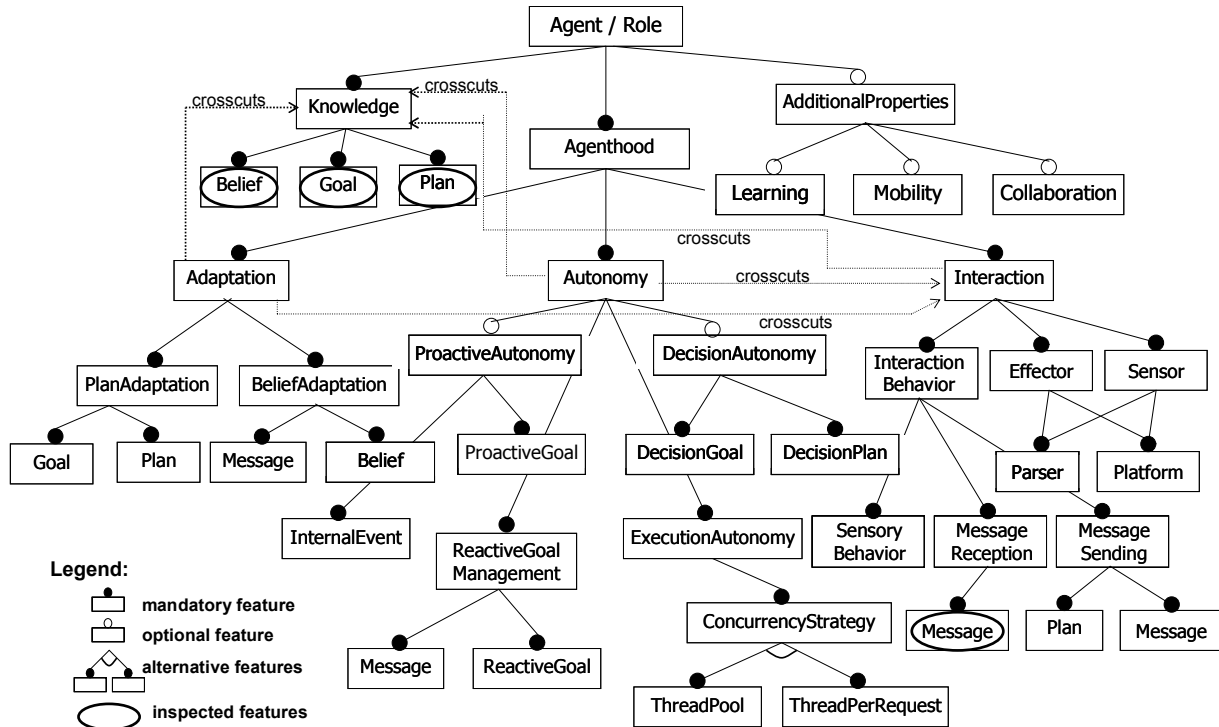 Agent / Role
crosscuts
crosscuts
Knowledge
AdditionalProperties
Agenthood
Belief
Goal
Plan
Learning
Mobility
Collaboration
crosscuts
Adaptation
Autonomy
crosscuts
Interaction
crosscuts
ProactiveAutonomy
DecisionAutonomy
Interaction
Behavior
Effector
Sensor
PlanAdaptation
BeliefAdaptation
Goal
Plan
Message
Belief
ProactiveGoal
DecisionGoal
DecisionPlan
Parser
Platform
InternalEvent
ReactiveGoal
Management
ExecutionAutonomy
Sensory
Behavior
Message
Reception
Message
Sending
Legend:
mandatory feature
optional feature
alternative features
inspected features
ConcurrencyStrategy
Message
Plan
Message
Message
ReactiveGoal
ThreadPool
ThreadPerRequest